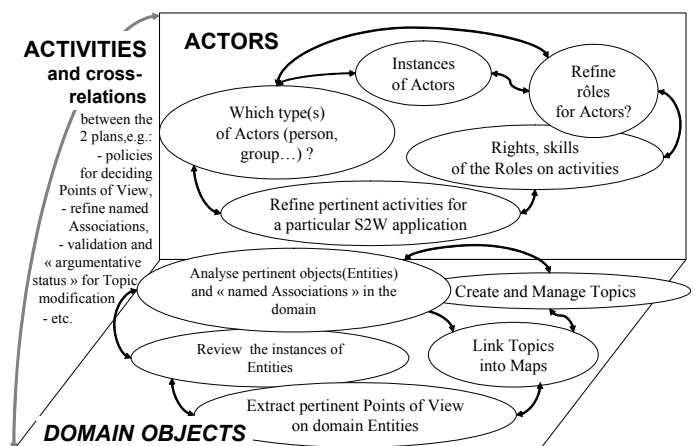 ACTIVITIES
and cross-
relations
between the
2 plans,e.g.:
- policies
for deciding
Points of View,
- refine named
Associations,
- validation and
« argumentative
status » for Topic
modification
- etc.
ACTORS
Instances
of Actors
Refine
rôles
for Actors?
Which type(s)
of Actors (person,
group…) ?
Rights, skills
of the Roles on activities
Refine pertinent activities for
a particular S2W application
Analyse pertinent objects(Entities)
and « named Associations » in the
domain
Create and Manage Topics
Review the instances of
Entities
Link Topics
into Maps
Extract pertinent Points of View
on domain Entities
DOMAIN OBJECTS